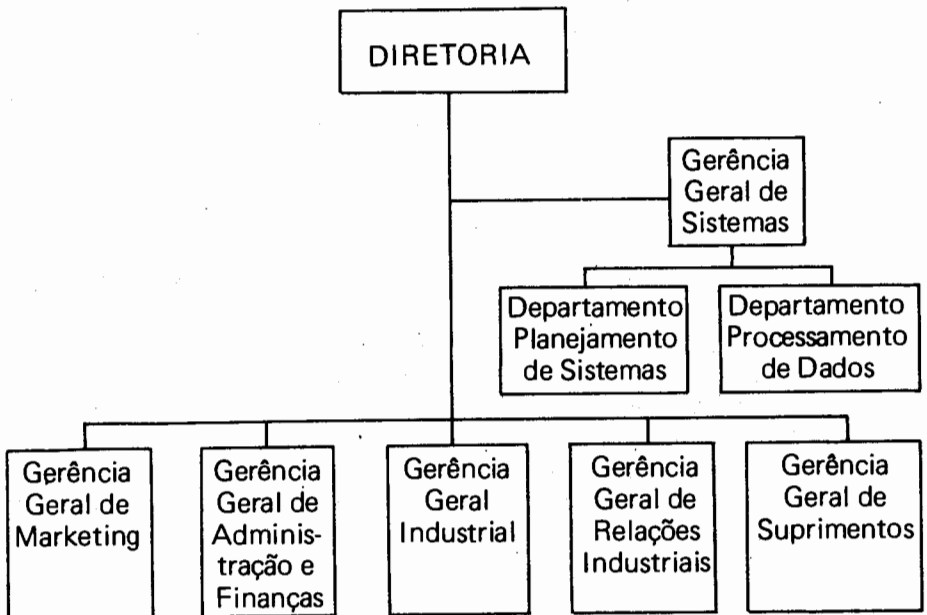 DIRETORIA
Gerência
Geral de
Sistemas
Departamento
Planejamento
de Sistemas
Departamento
Processamento
de Dados
Gerência
Geral de
Marketing
Gerência
Geral de
Adminis-
tração e
Finanças
Gerência
Geral
Industrial
Gerência
Geral de
Relações
Industriais
Gerência
Geral de
Suprimentos